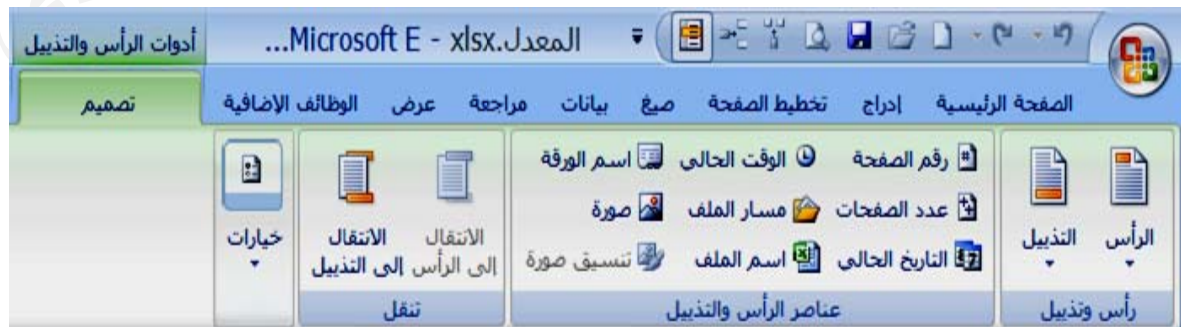 المعدل.xlsx - Microsoft E...
أدوات الرأس والتذييل
الصفحة الرئيسية إدراج تخطيط الصفحة صيغ بيانات مراجعة عرض الوظائف الإضافية تصميم
الرأس
التذييل
رأس وتذييل
رقم الصفحة
عدد الصفحات
التاريخ الحالي
الوقت الحالي
مسار الملف
اسم الملف
اسم الورقة
صورة
تنسيق صورة
عناصر الرأس والتذييل
الانتقال
إلى الرأس
الانتقال
إلى التذييل
تنقل
خيارات